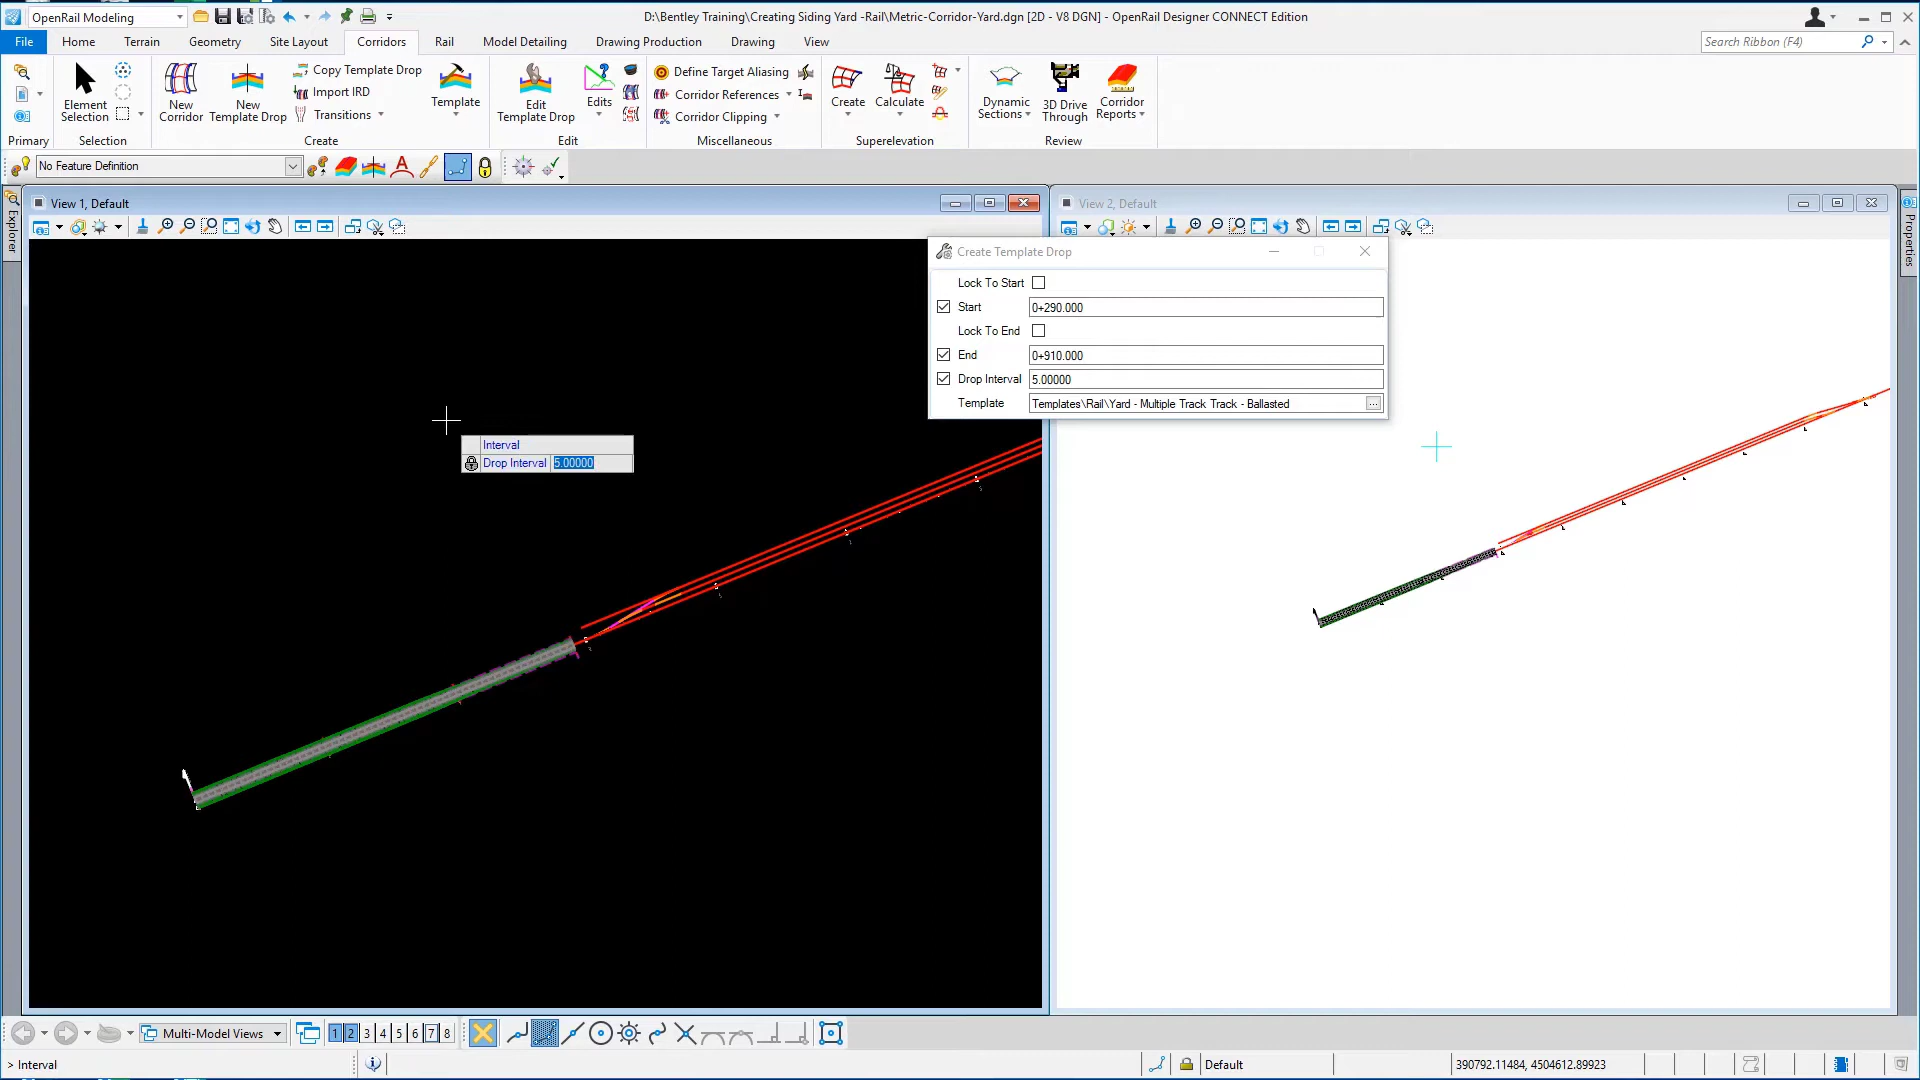 OpenRail Modeling
D:\Bentley Training\Creating Siding Yard -Rail\Metric-Corridor-Yard.dgn [2D - V8 DGN] - OpenRail Designer CONNECT Edition
File Home Terrain Geometry Site Layout Corridors Rail Model Detailing Drawing Production Drawing View
Search Ribbon (F4)
Element Selection
New Corridor
New Template Drop
Copy Template Drop
Import IRD
Transitions
Template
Edit Template Drop
Edits
Define Target Aliasing
Corridor References
Corridor Clipping
Create
Calculate
Dynamic Sections
3D Drive Through
Corridor Reports
Primary Selection Create Edit Miscellaneous Superelevation Review
No Feature Definition
Explorer
View 1, Default
View 2, Default
Properties
Create Template Drop
Lock To Start
Start 0+290.000
Lock To End
End 0+910.000
Drop Interval 5.00000
Template Templates\Rail\Yard - Multiple Track Track - Ballasted ...
Interval
Drop Interval 5.00000
Multi-Model Views 1 2 3 4 5 6 7 8
> Interval
Default
390792.11484, 4504612.89923